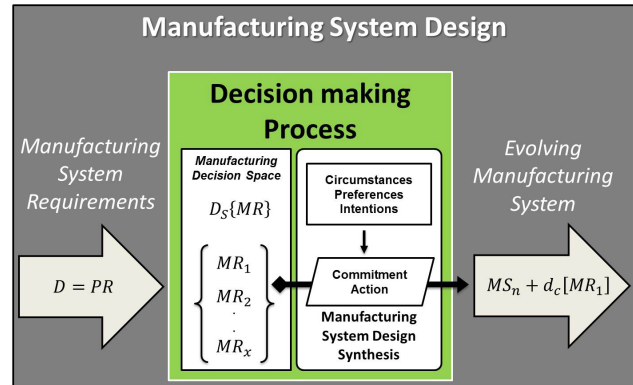 Manufacturing System Design
Manufacturing
System
Requirements
D = PR
Decision making
Process
Manufacturing
Decision Space
D_S{MR}
MR_1
MR_2
.
.
MR_x
Circumstances
Preferences
Intentions
Commitment
Action
Manufacturing
System Design
Synthesis
Evolving
Manufacturing
System
MS_n + d_c[MR_1]